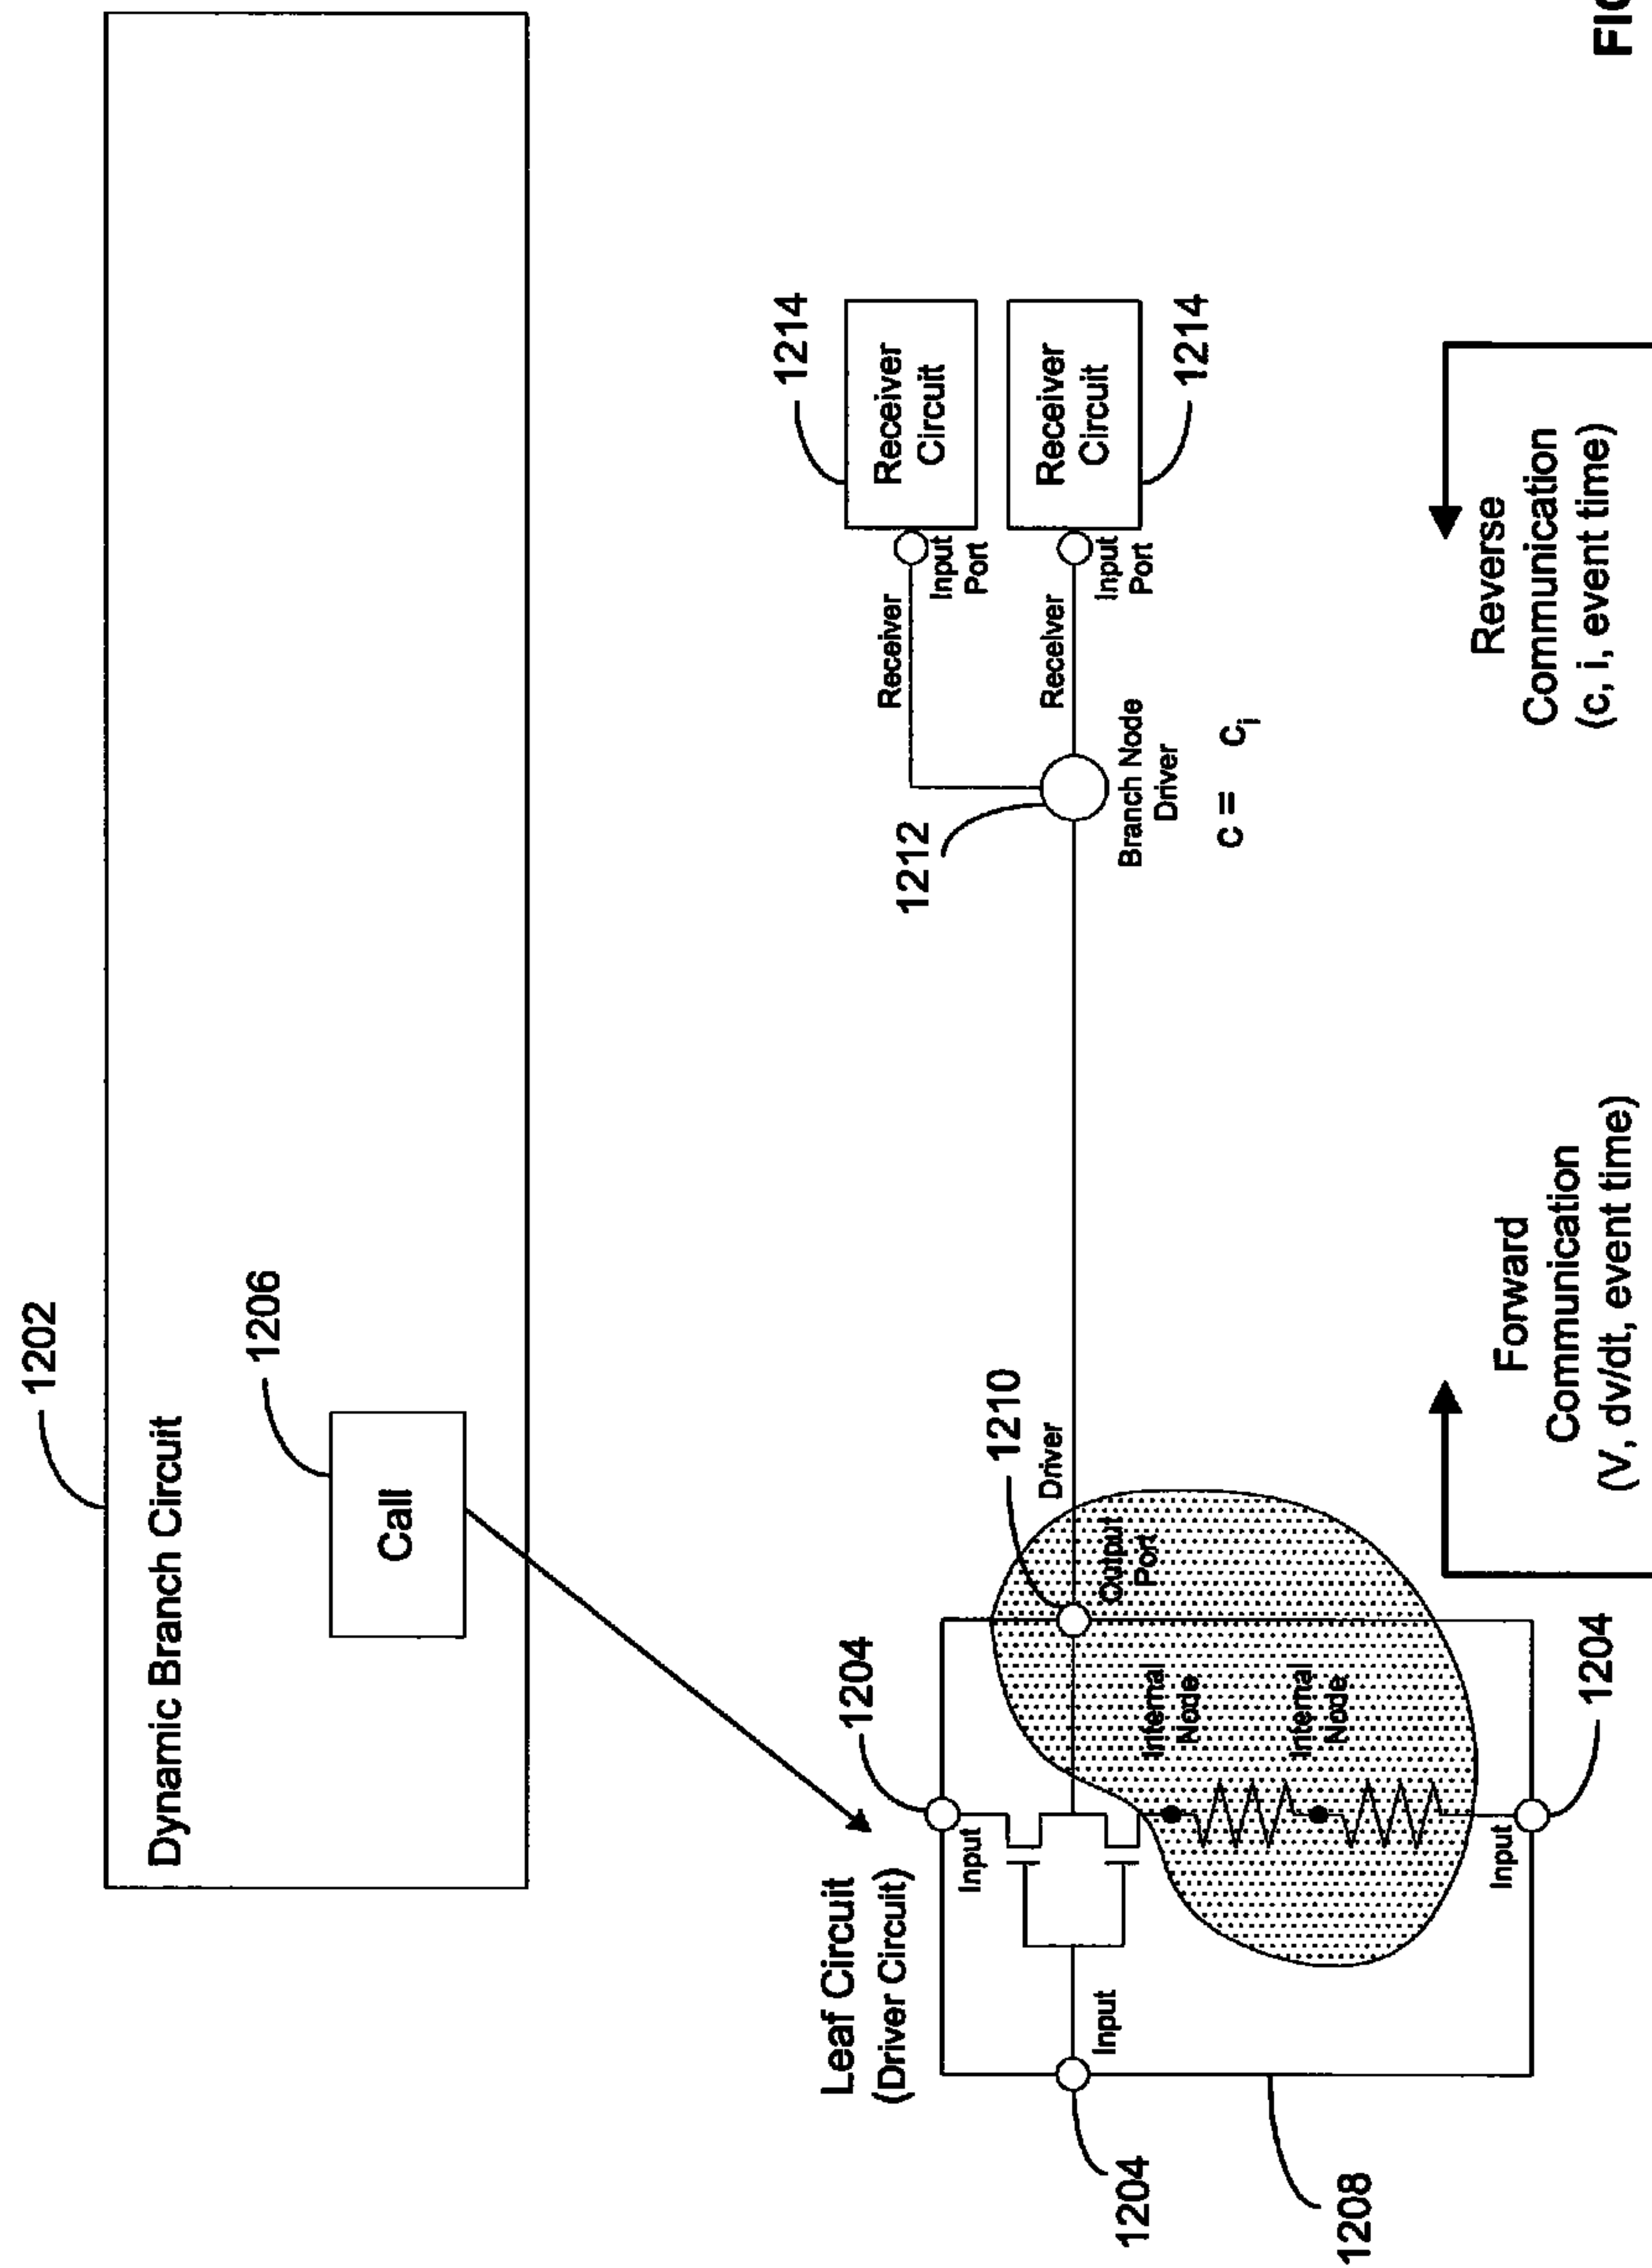 1202
Dynamic Branch Circuit
1206
Call
Leaf Circuit
(Driver Circuit)
1204
Input
1210
Driver
Output
Port
Internal
Node
Internal
Node
Input
1204
Input
1204
1208
1212
Branch Node
Driver
c = c_i
Receiver
Receiver
Input
Port
Input
Port
1214
Receiver
Circuit
Receiver
Circuit
1214
Forward
Communication
(V, dv/dt, event time)
Reverse
Communication
(c, i, event time)